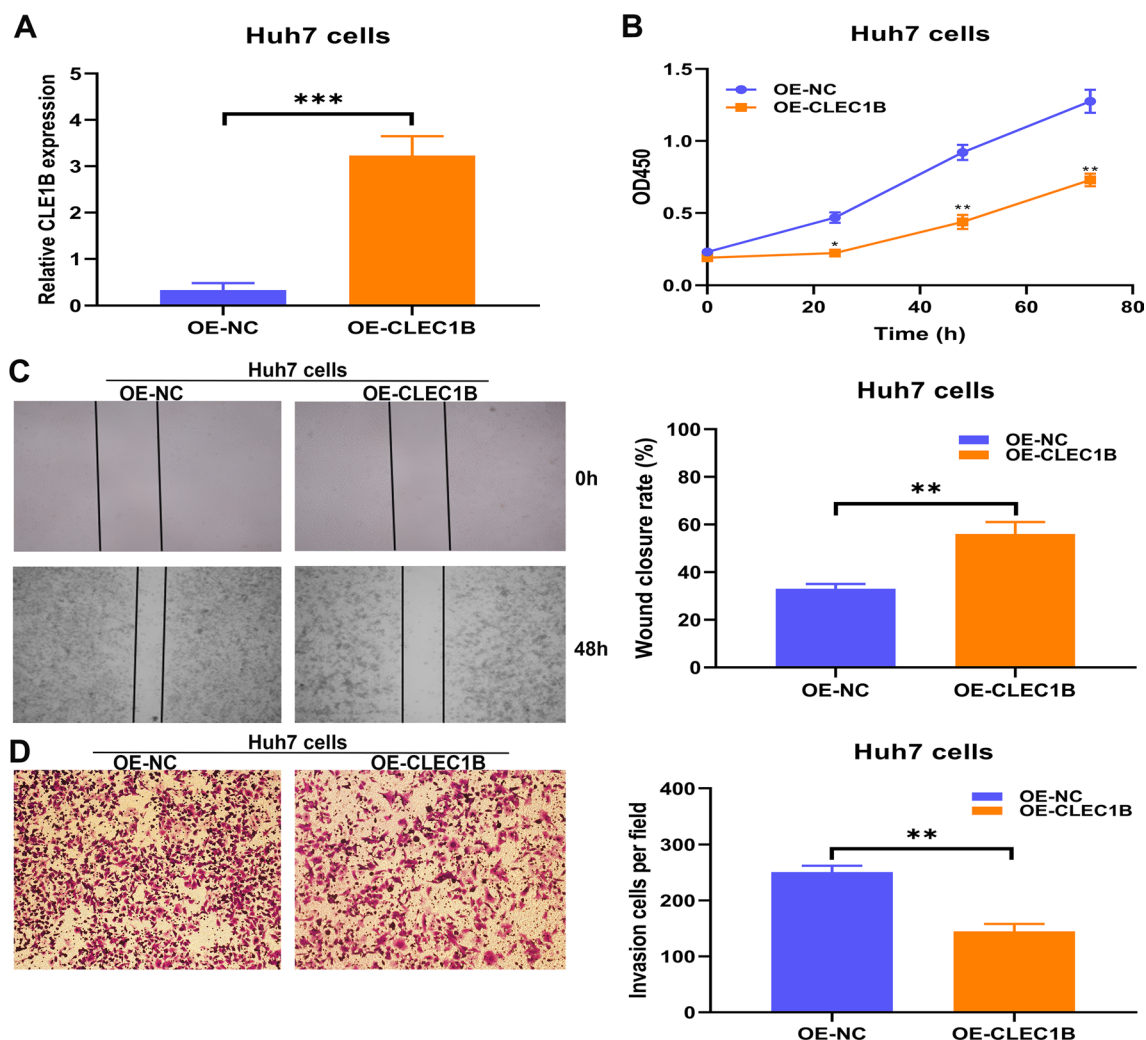 A
Huh7 cells
Relative CLE1B expression
5
4
3
2
1
0
***
OE-NC
OE-CLEC1B
B
Huh7 cells
OE-NC
OE-CLEC1B
OD450
1.5
1.0
0.5
0.0
*
**
**
0
20
40
60
80
Time (h)
C
Huh7 cells
OE-NC
OE-CLEC1B
0h
48h
Huh7 cells
OE-NC
OE-CLEC1B
Wound closure rate (%)
100
80
60
40
20
0
**
OE-NC
OE-CLEC1B
D
Huh7 cells
OE-NC
OE-CLEC1B
Huh7 cells
OE-NC
OE-CLEC1B
Invasion cells per field
400
300
200
100
0
**
OE-NC
OE-CLEC1B